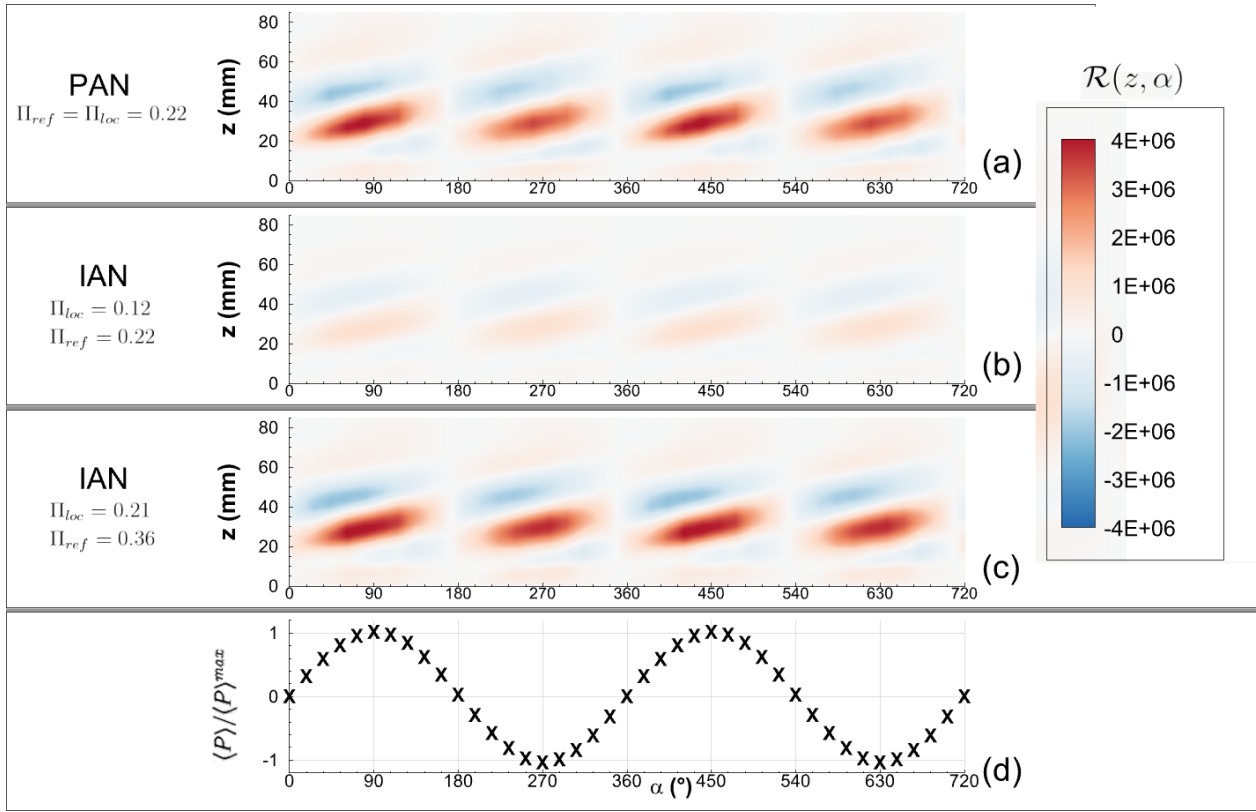 PAN
Π_ref = Π_loc = 0.22
z (mm)
80
60
40
20
0
0 90 180 270 360 450 540 630 720
(a)
R(z, α)
4E+06
3E+06
2E+06
1E+06
0
-1E+06
-2E+06
-3E+06
-4E+06
IAN
Π_loc = 0.12
Π_ref = 0.22
z (mm)
80
60
40
20
0
0 90 180 270 360 450 540 630 720
(b)
IAN
Π_loc = 0.21
Π_ref = 0.36
z (mm)
80
60
40
20
0
0 90 180 270 360 450 540 630 720
(c)
⟨P⟩/⟨P⟩^max
1
0
-1
0 90 180 270 360 450 540 630 720
α (°)
(d)